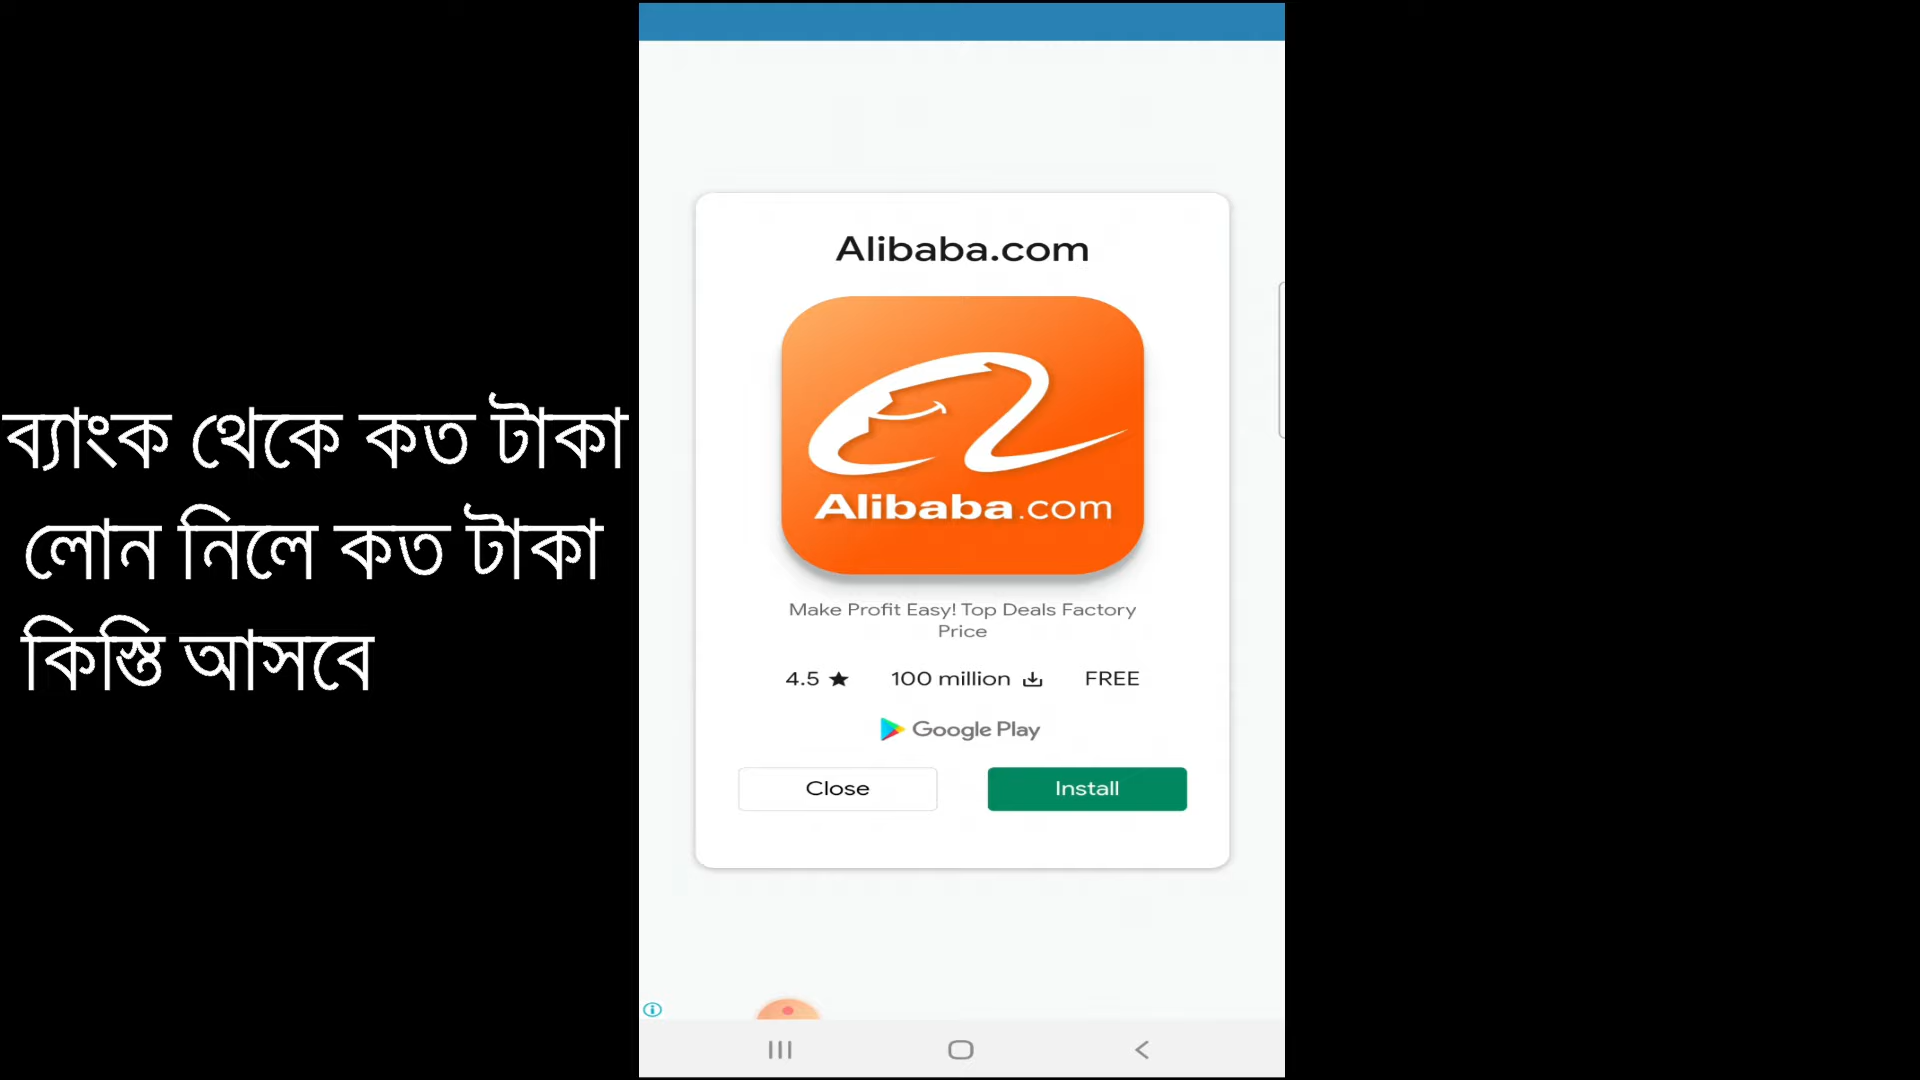 ব্যাংক থেকে কত টাকা
লোন নিলে কত টাকা
কিস্তি আসবে
Alibaba.com
Alibaba.com
Make Profit Easy! Top Deals Factory
Price
4.5 ★ 100 million FREE
Google Play
Close Install